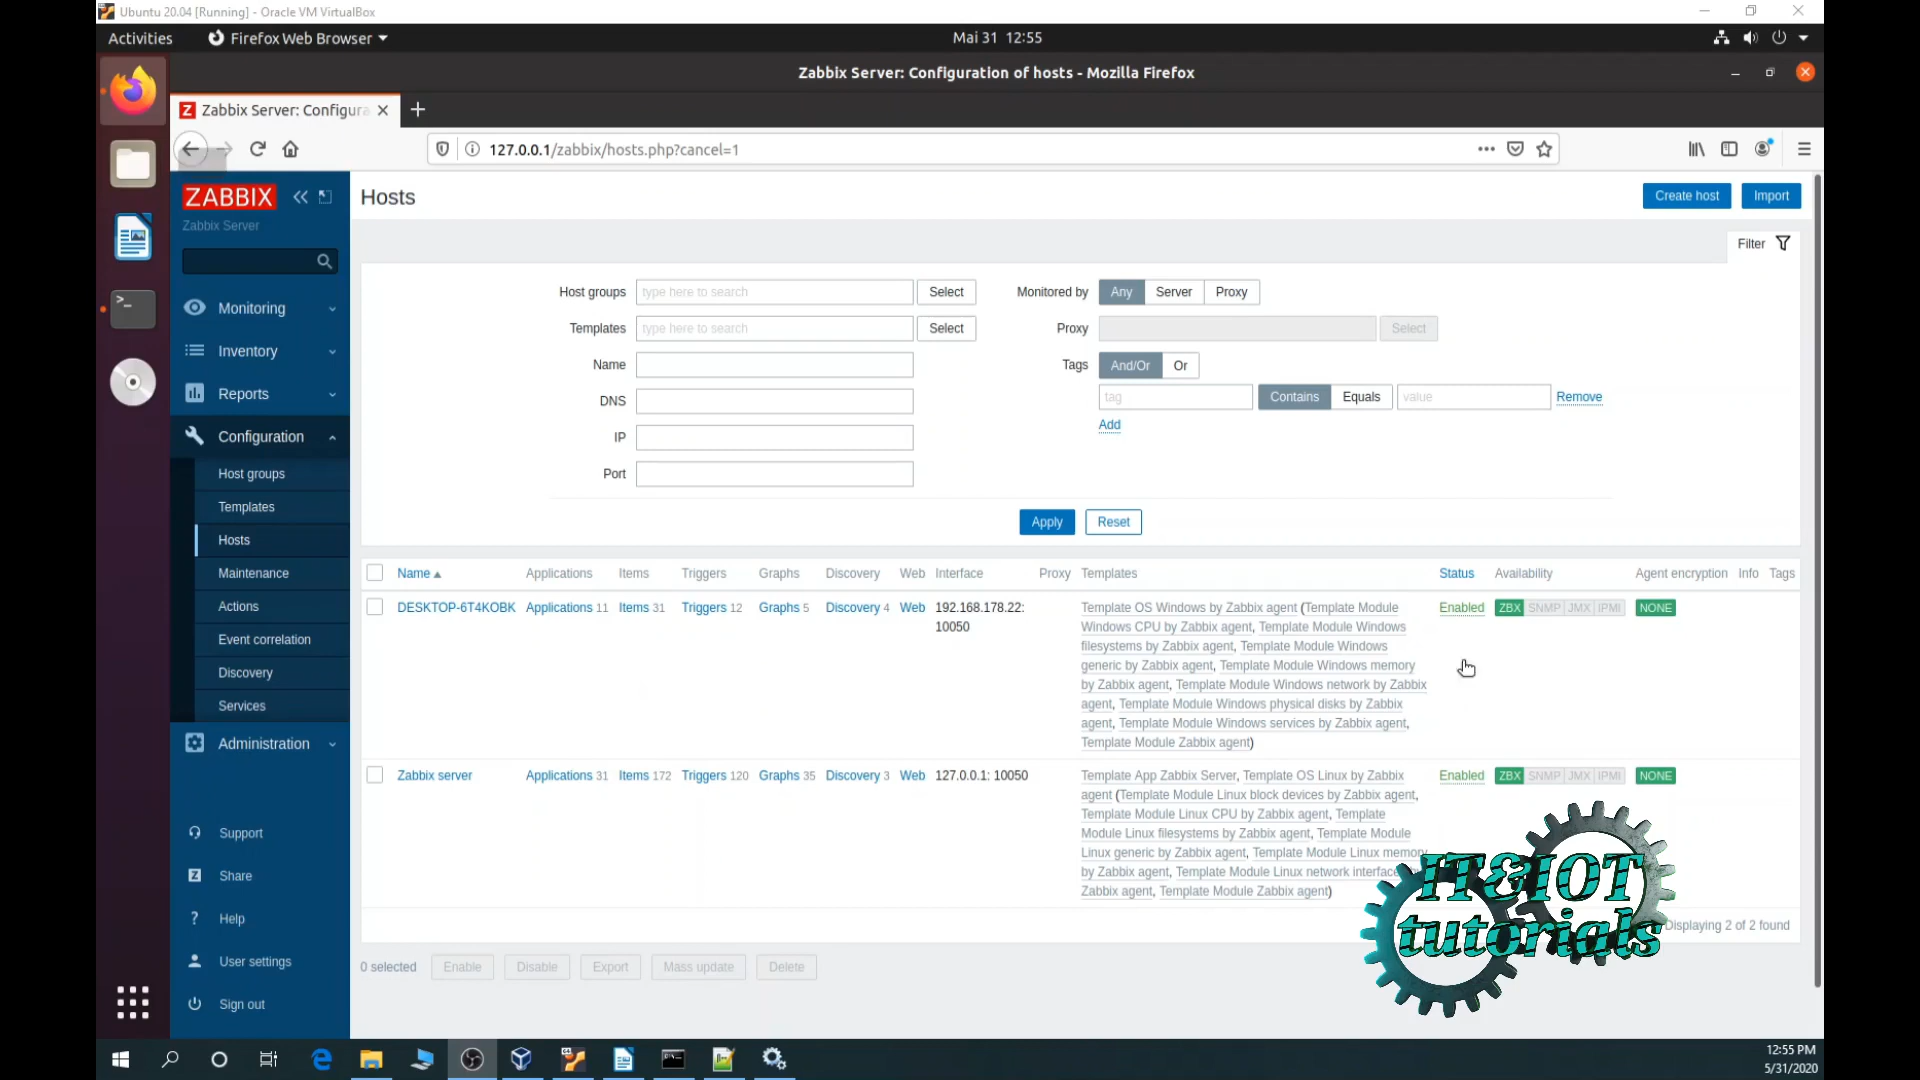 Ubuntu 20.04 [Running] - Oracle VM VirtualBox
Activities Firefox Web Browser Mai 31 12:55
Zabbix Server: Configuration of hosts - Mozilla Firefox
Z Zabbix Server: Configura
127.0.0.1/zabbix/hosts.php?cancel=1
ZABBIX
Zabbix Server
Monitoring
Inventory
Reports
Configuration
Host groups
Templates
Hosts
Maintenance
Actions
Event correlation
Discovery
Services
Administration
Support
Z Share
? Help
User settings
Sign out
Hosts Create host Import
Filter
Host groups type here to search Select Monitored by Any Server Proxy
Templates type here to search Select Proxy Select
Name Tags And/Or Or
DNS tag Contains Equals value Remove
Add
IP
Port
Apply Reset
Name Applications Items Triggers Graphs Discovery Web Interface Proxy Templates Status Availability Agent encryption Info Tags
DESKTOP-6T4KOBK Applications 11 Items 31 Triggers 12 Graphs 5 Discovery 4 Web 192.168.178.22: Template OS Windows by Zabbix agent (Template Module Enabled ZBX SNMP JMX IPMI NONE
10050 Windows CPU by Zabbix agent, Template Module Windows
filesystems by Zabbix agent, Template Module Windows
generic by Zabbix agent, Template Module Windows memory
by Zabbix agent, Template Module Windows network by Zabbix
agent, Template Module Windows physical disks by Zabbix
agent, Template Module Windows services by Zabbix agent,
Template Module Zabbix agent)
Zabbix server Applications 31 Items 172 Triggers 120 Graphs 35 Discovery 3 Web 127.0.0.1: 10050 Template App Zabbix Server, Template OS Linux by Zabbix Enabled ZBX SNMP JMX IPMI NONE
agent (Template Module Linux block devices by Zabbix agent,
Template Module Linux CPU by Zabbix agent, Template
Module Linux filesystems by Zabbix agent, Template Module
Linux generic by Zabbix agent, Template Module Linux memory
by Zabbix agent, Template Module Linux network interface
Zabbix agent, Template Module Zabbix agent)
Displaying 2 of 2 found
0 selected Enable Disable Export Mass update Delete
IT&IOT
tutorials
12:55 PM
5/31/2020